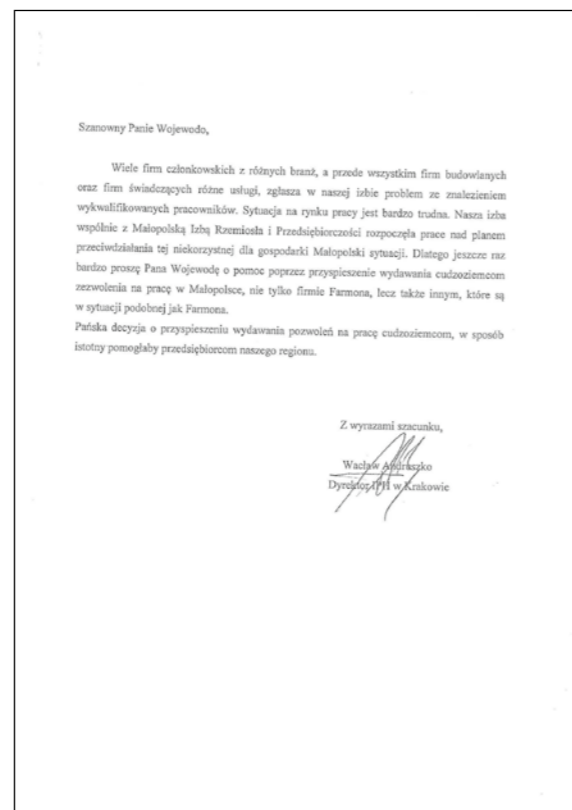 Szanowny Panie Wojewodo,
Wiele firm członkowskich z różnych branż, a przede wszystkim firm budowlanych
oraz firm świadczących różne usługi, zgłasza w naszej izbie problem ze znalezieniem
wykwalifikowanych pracowników. Sytuacja na rynku pracy jest bardzo trudna. Nasza izba
wspólnie z Małopolską Izbą Rzemiosła i Przedsiębiorczości rozpoczęła prace nad planem
przeciwdziałania tej niekorzystnej dla gospodarki Małopolski sytuacji. Dlatego jeszcze raz
bardzo proszę Pana Wojewodę o pomoc poprzez przyspieszenie wydawania cudzoziemcom
zezwolenia na pracę w Małopolsce, nie tylko firmie Farmona, lecz także innym, które są
w sytuacji podobnej jak Farmona.
Pańska decyzja o przyspieszeniu wydawania pozwoleń na pracę cudzoziemcom, w sposób
istotny pomogłaby przedsiębiorcom naszego regionu.
Z wyrazami szacunku,
Wacław Andruszko
Dyrektor IPH w Krakowie